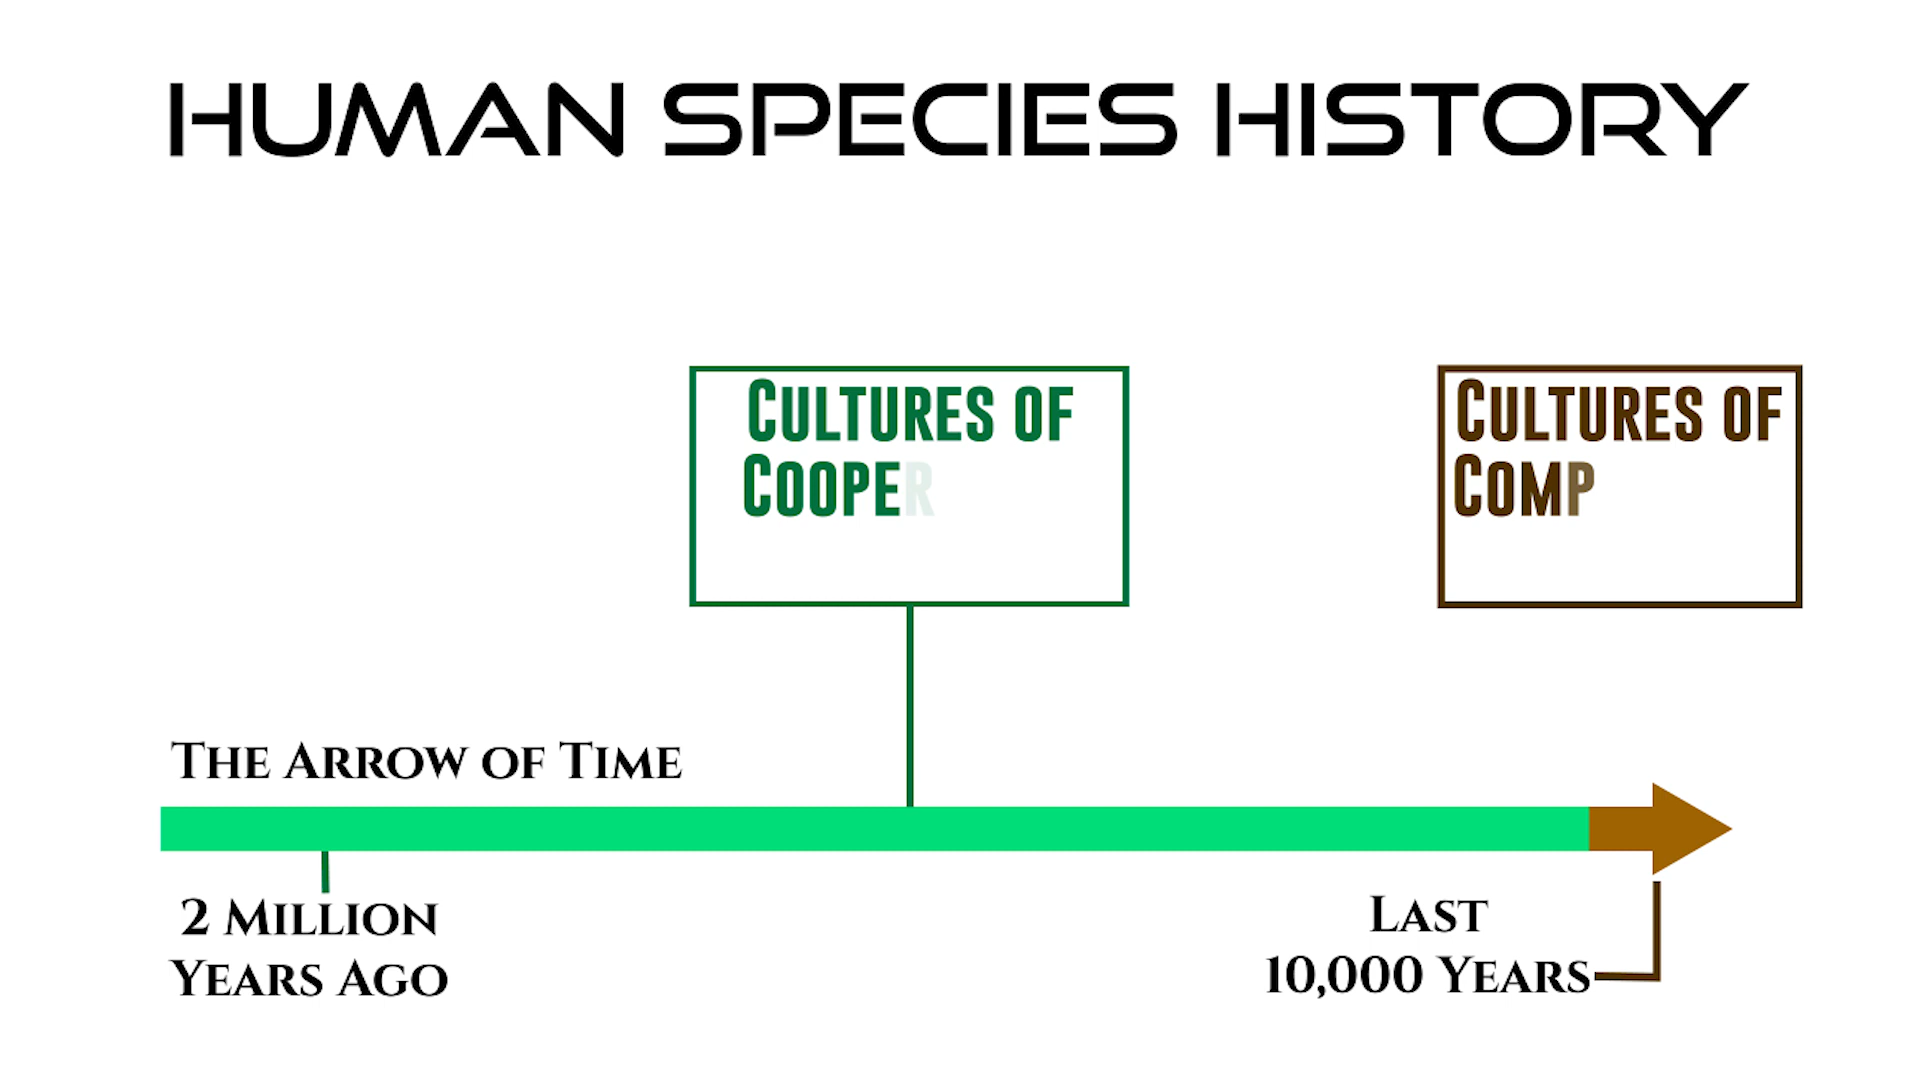 HUMAN SPECIES HISTORY
CULTURES OF
COOPER
CULTURES OF
COMP
THE ARROW OF TIME
2 MILLION
YEARS AGO
LAST
10,000 YEARS